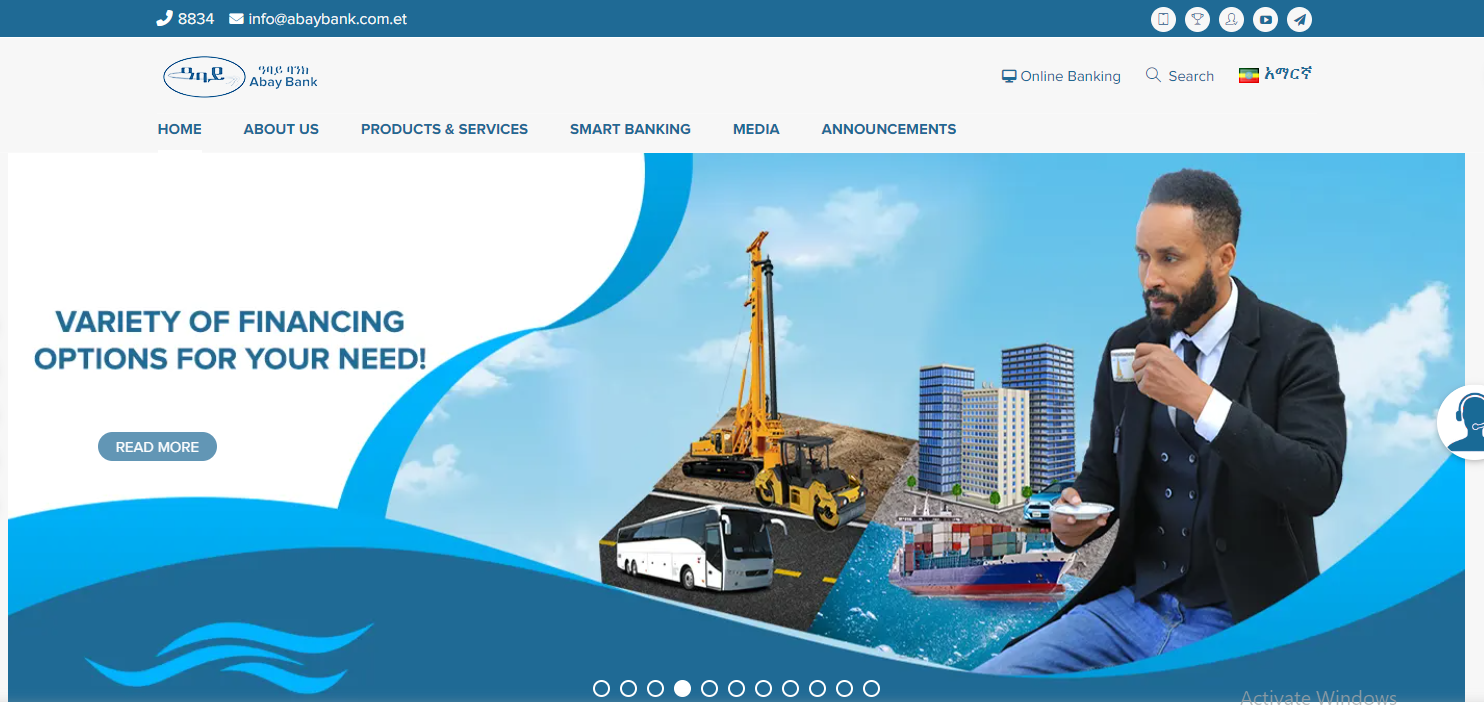 8834 info@abaybank.com.et
ዓባይ
ዓባይ ባንክ
Abay Bank
Online Banking Search አማርኛ
HOME ABOUT US PRODUCTS & SERVICES SMART BANKING MEDIA ANNOUNCEMENTS
VARIETY OF FINANCING
OPTIONS FOR YOUR NEED!
READ MORE
Activate Windows